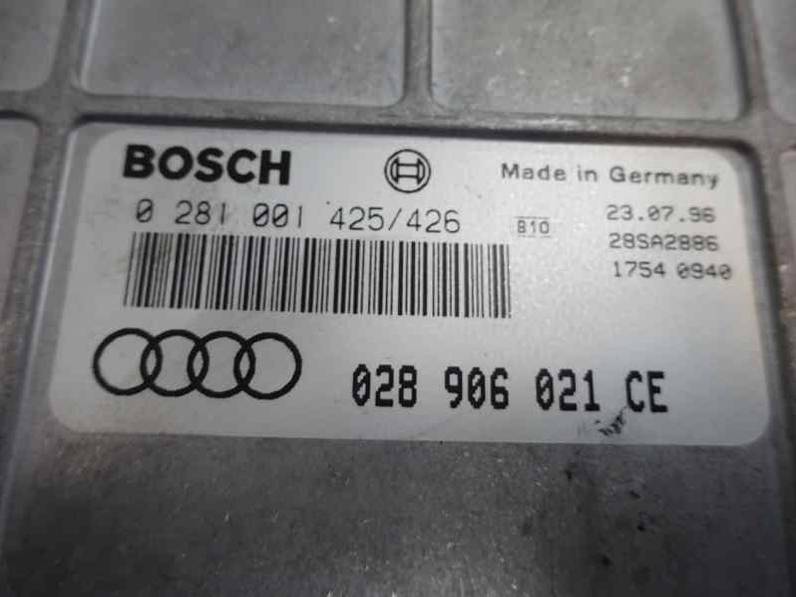 BOSCH
Made in Germany
0 281 001 425/426
B10
23.07.96
28SA2886
1754 0940
028 906 021 CE